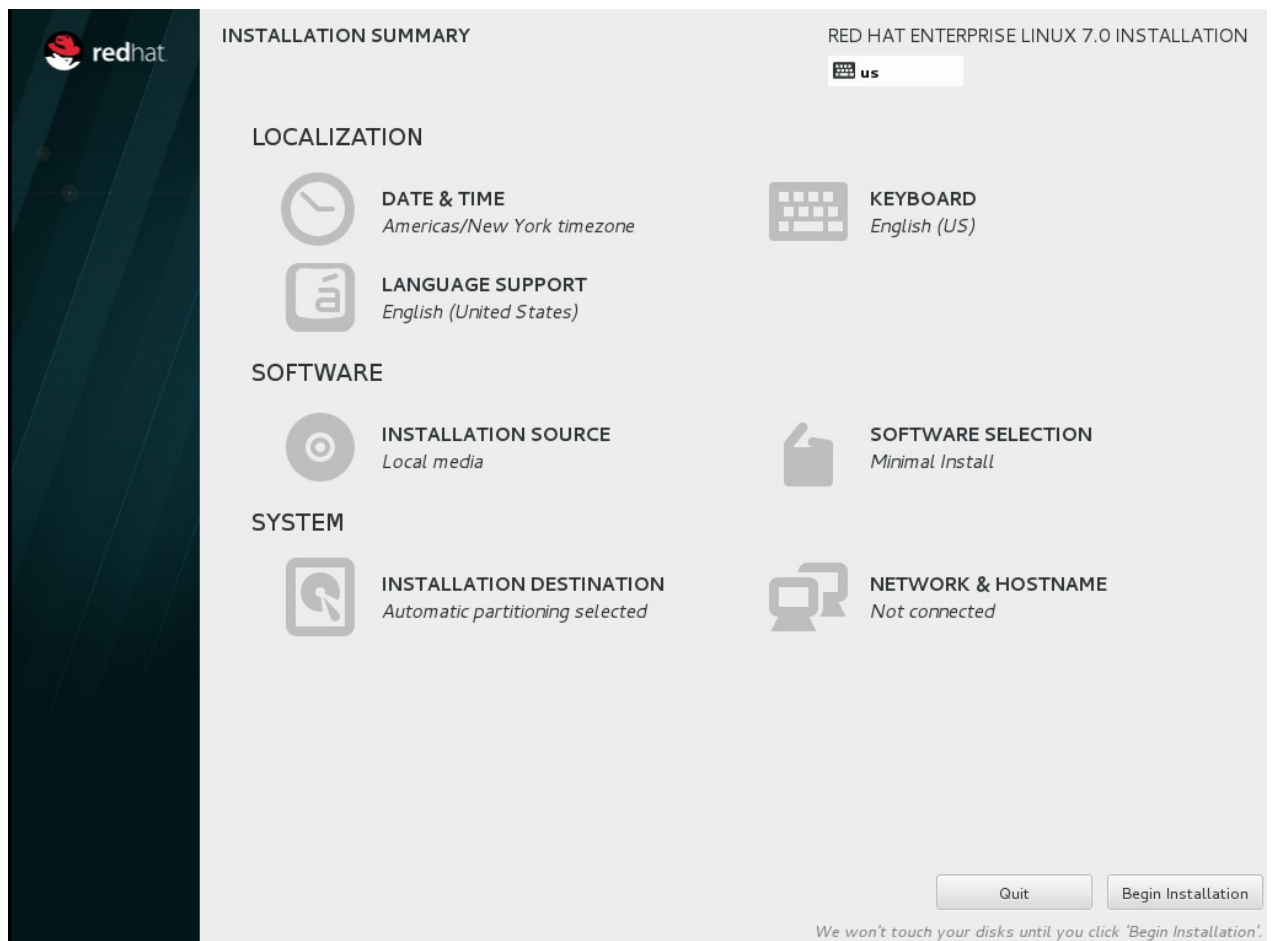 redhat
INSTALLATION SUMMARY
RED HAT ENTERPRISE LINUX 7.0 INSTALLATION
us
LOCALIZATION
DATE & TIME
Americas/New York timezone
KEYBOARD
English (US)
á
LANGUAGE SUPPORT
English (United States)
SOFTWARE
INSTALLATION SOURCE
Local media
SOFTWARE SELECTION
Minimal Install
SYSTEM
INSTALLATION DESTINATION
Automatic partitioning selected
NETWORK & HOSTNAME
Not connected
Quit
Begin Installation
We won't touch your disks until you click 'Begin Installation'.